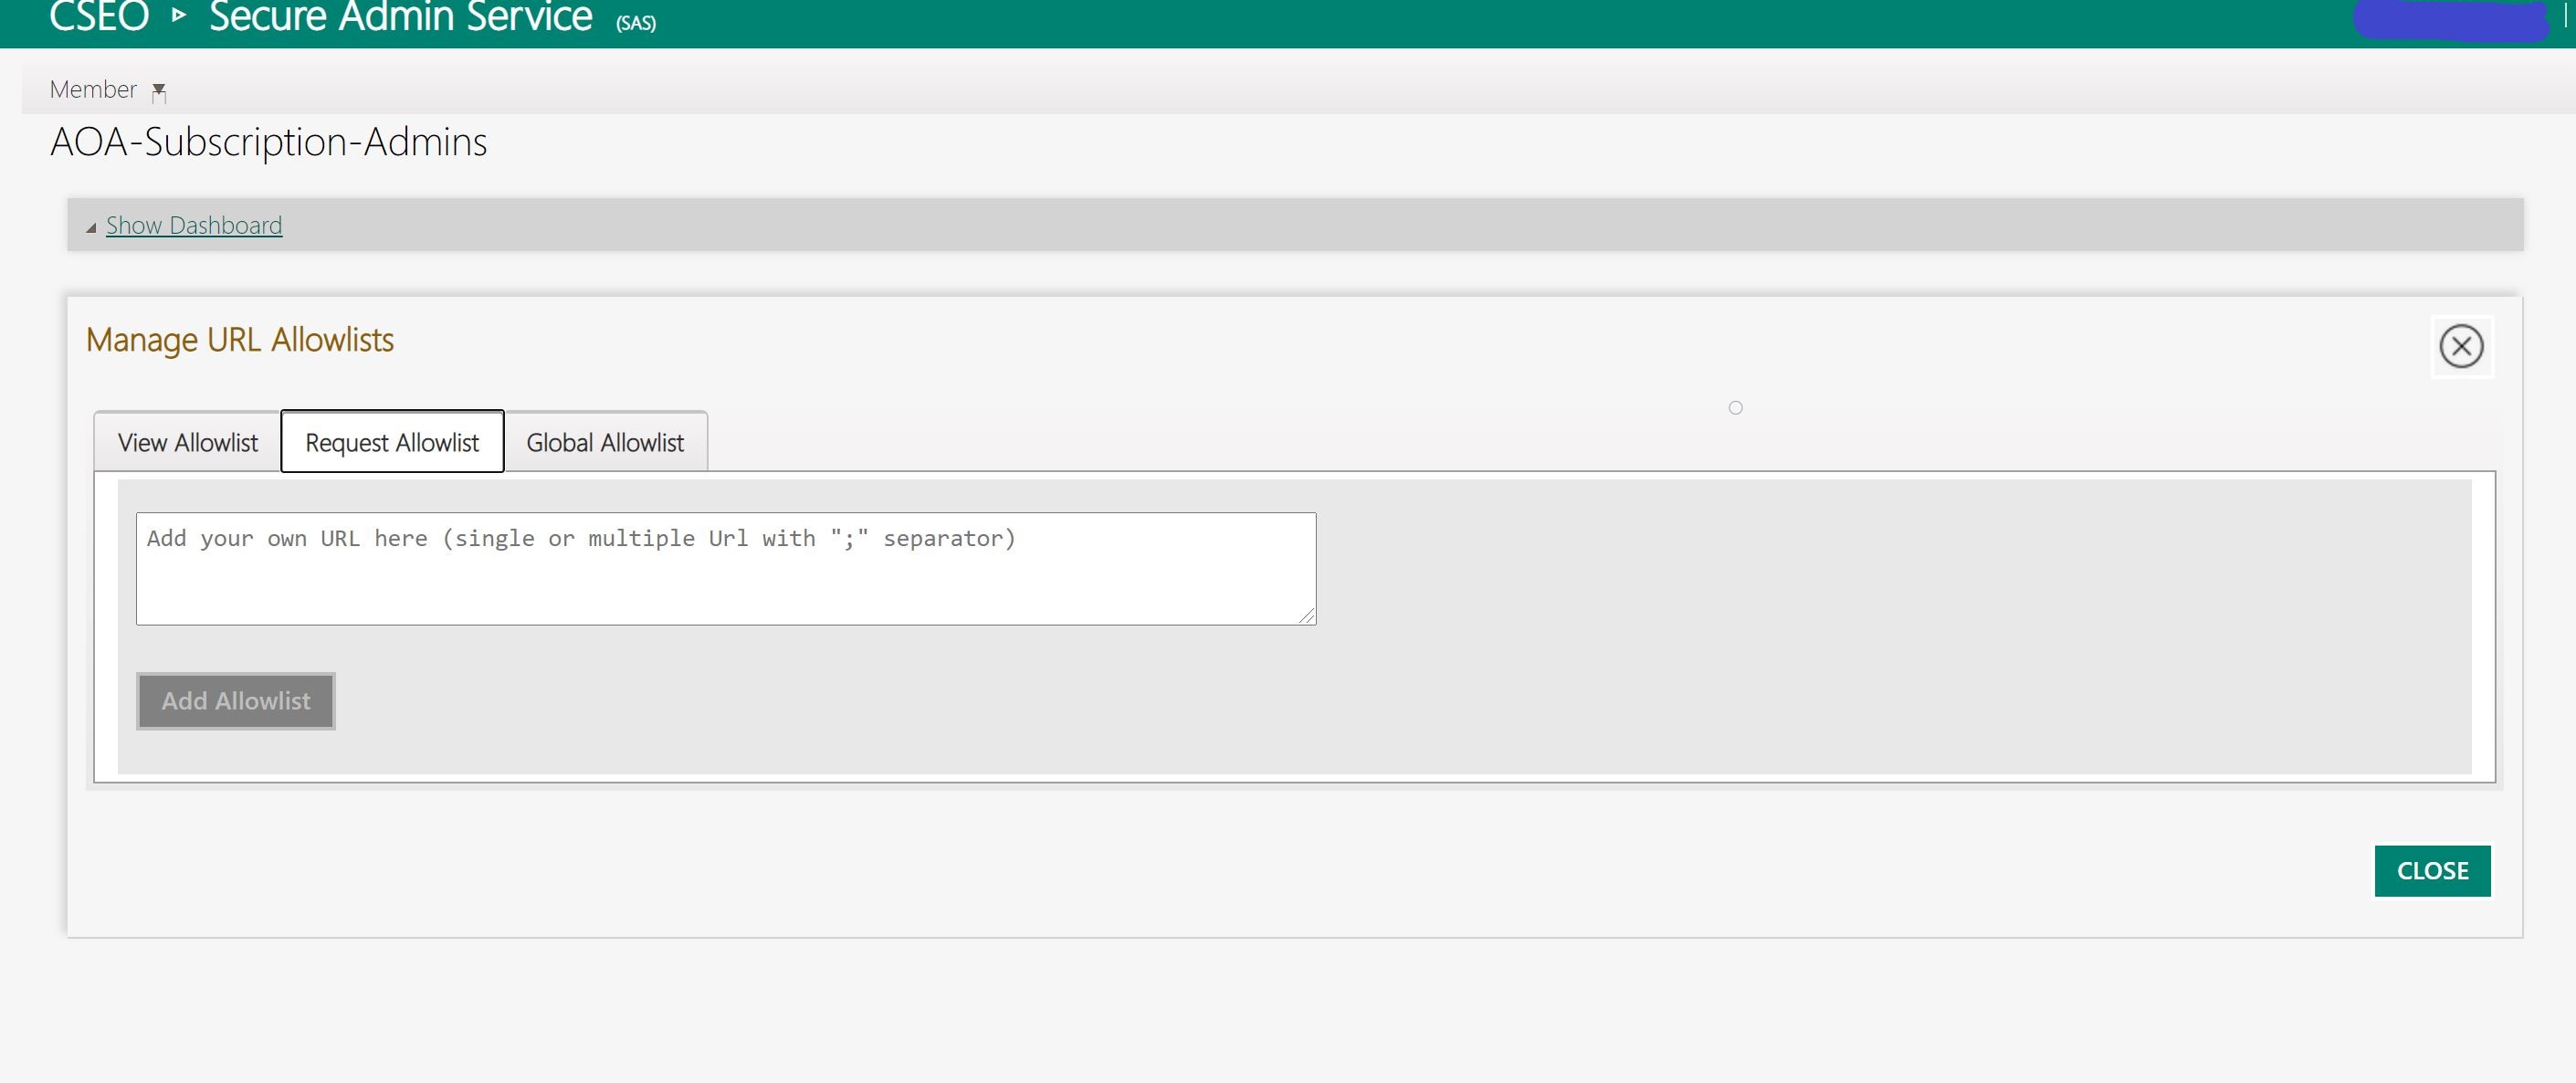 CSEO Secure Admin Service (SAS)
Member
AOA-Subscription-Admins
Show Dashboard
Manage URL Allowlists
View Allowlist Request Allowlist Global Allowlist
Add your own URL here (single or multiple Url with ";" separator)
Add Allowlist
CLOSE